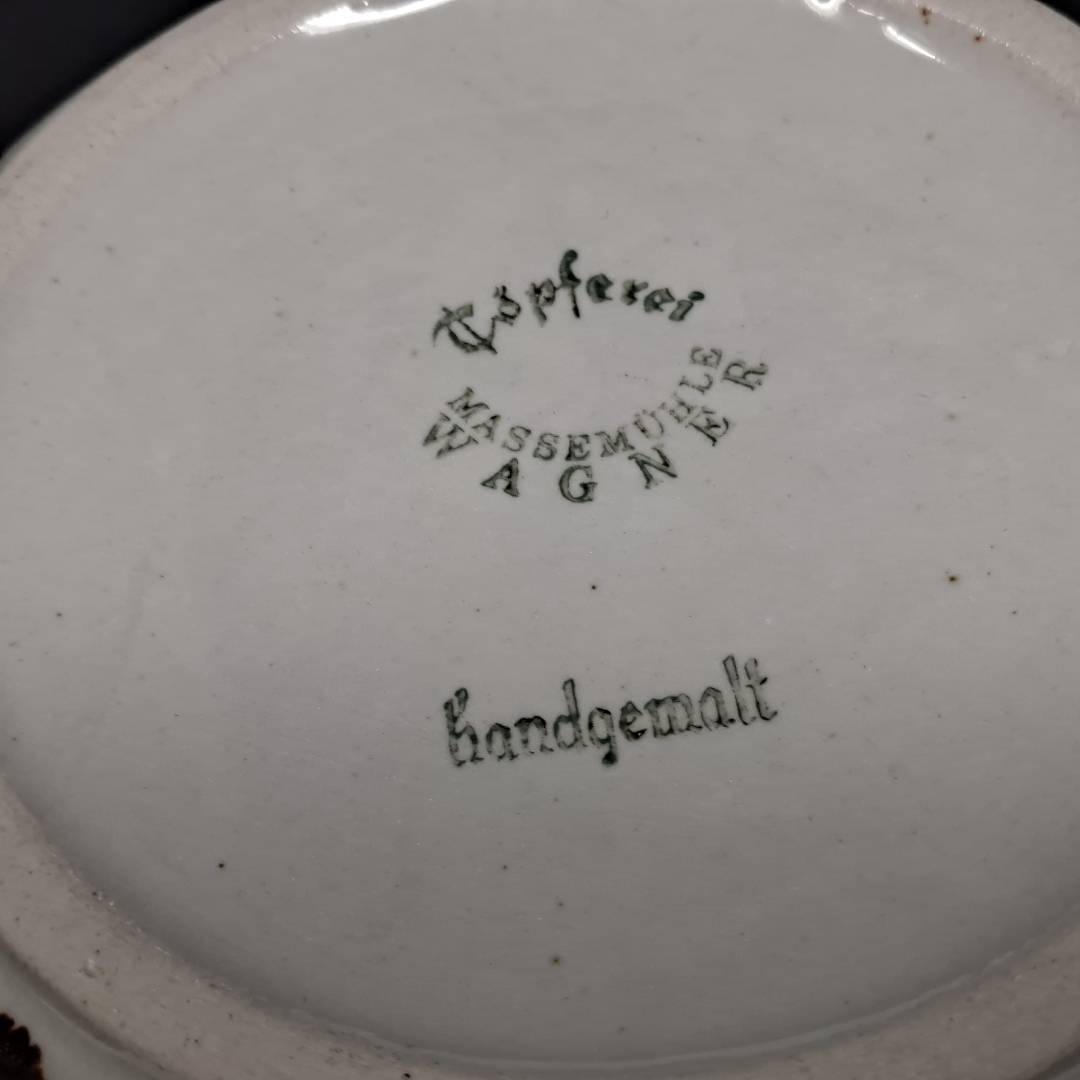 Töpferei
MASSEMÜHLE
WAGNER
handgemalt